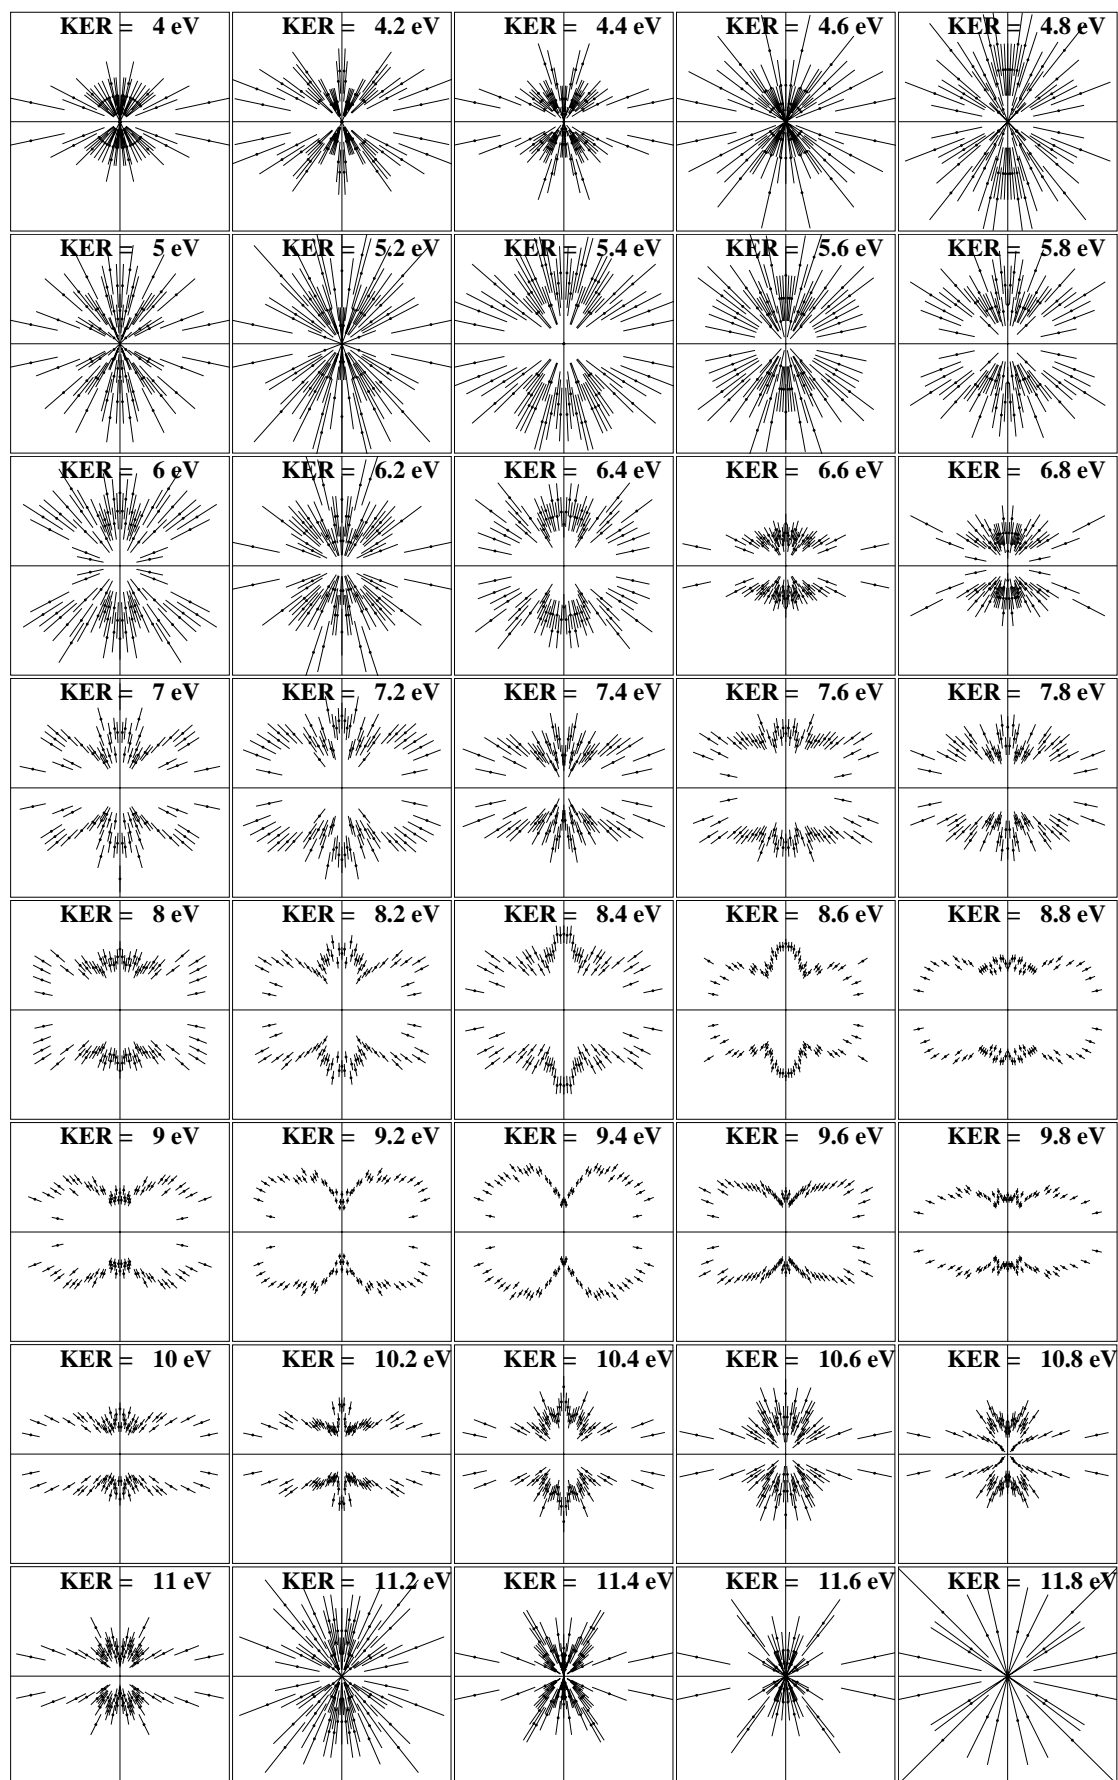 KER = 4 eV
KER = 4.2 eV
KER = 4.4 eV
KER = 4.6 eV
KER = 4.8 eV
KER = 5 eV
KER = 5.2 eV
KER = 5.4 eV
KER = 5.6 eV
KER = 5.8 eV
KER = 6 eV
KER = 6.2 eV
KER = 6.4 eV
KER = 6.6 eV
KER = 6.8 eV
KER = 7 eV
KER = 7.2 eV
KER = 7.4 eV
KER = 7.6 eV
KER = 7.8 eV
KER = 8 eV
KER = 8.2 eV
KER = 8.4 eV
KER = 8.6 eV
KER = 8.8 eV
KER = 9 eV
KER = 9.2 eV
KER = 9.4 eV
KER = 9.6 eV
KER = 9.8 eV
KER = 10 eV
KER = 10.2 eV
KER = 10.4 eV
KER = 10.6 eV
KER = 10.8 eV
KER = 11 eV
KER = 11.2 eV
KER = 11.4 eV
KER = 11.6 eV
KER = 11.8 eV